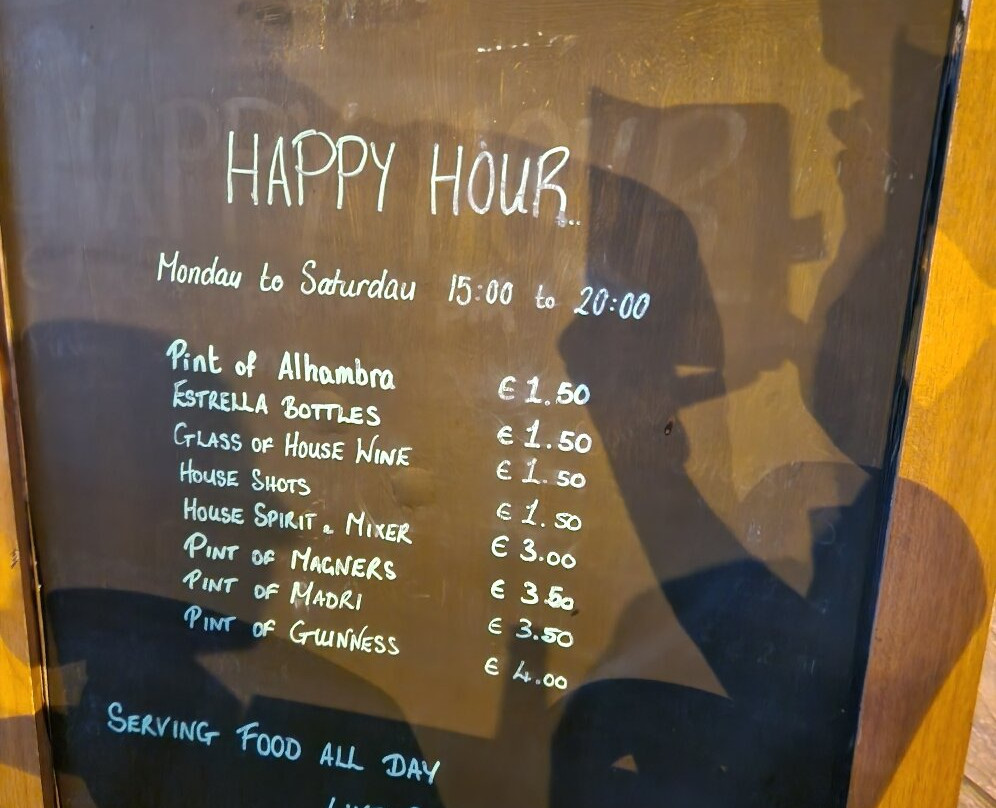 HAPPY HOUR
Monday to Saturday 15:00 to 20:00
Pint of Alhambra € 1.50
ESTRELLA BOTTLES € 1.50
GLASS OF HOUSE WINE € 1.50
HOUSE SHOTS € 1.50
HOUSE SPIRIT & MIXER € 3.00
PINT OF MAGNERS € 3.50
PINT OF MADRI € 3.50
PINT OF GUINNESS € 4.00
SERVING FOOD ALL DAY